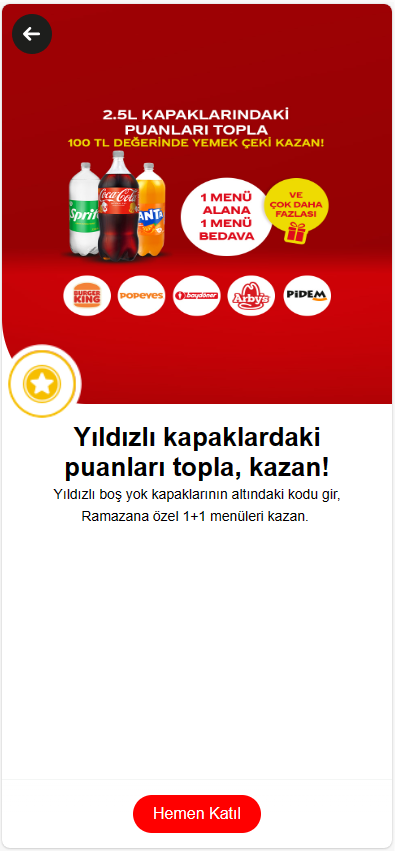 2.5L KAPAKLARINDAKİ
PUANLARI TOPLA
100 TL DEĞERİNDE YEMEK ÇEKİ KAZAN!
Sprite
Coca-Cola
FANTA
1 MENÜ
ALANA
1 MENÜ
BEDAVA
VE
ÇOK DAHA
FAZLASI
BURGER
KING
POPEYES
baydöner
Arby's
PİDEM
Yıldızlı kapaklardaki
puanları topla, kazan!
Yıldızlı boş yok kapaklarının altındaki kodu gir,
Ramazana özel 1+1 menüleri kazan.
Hemen Katıl